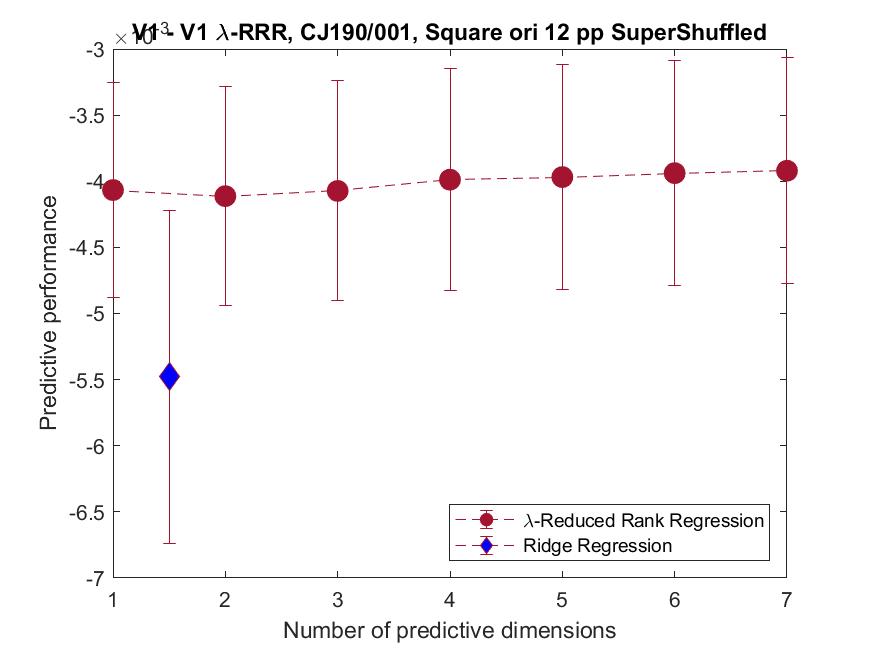 V1 - V1 λ-RRR, CJ190/001, Square ori 12 pp SuperShuffled
×10⁻³
-3
-3.5
-4
-4.5
-5
-5.5
-6
-6.5
-7
Predictive performance
λ-Reduced Rank Regression
Ridge Regression
1 2 3 4 5 6 7
Number of predictive dimensions